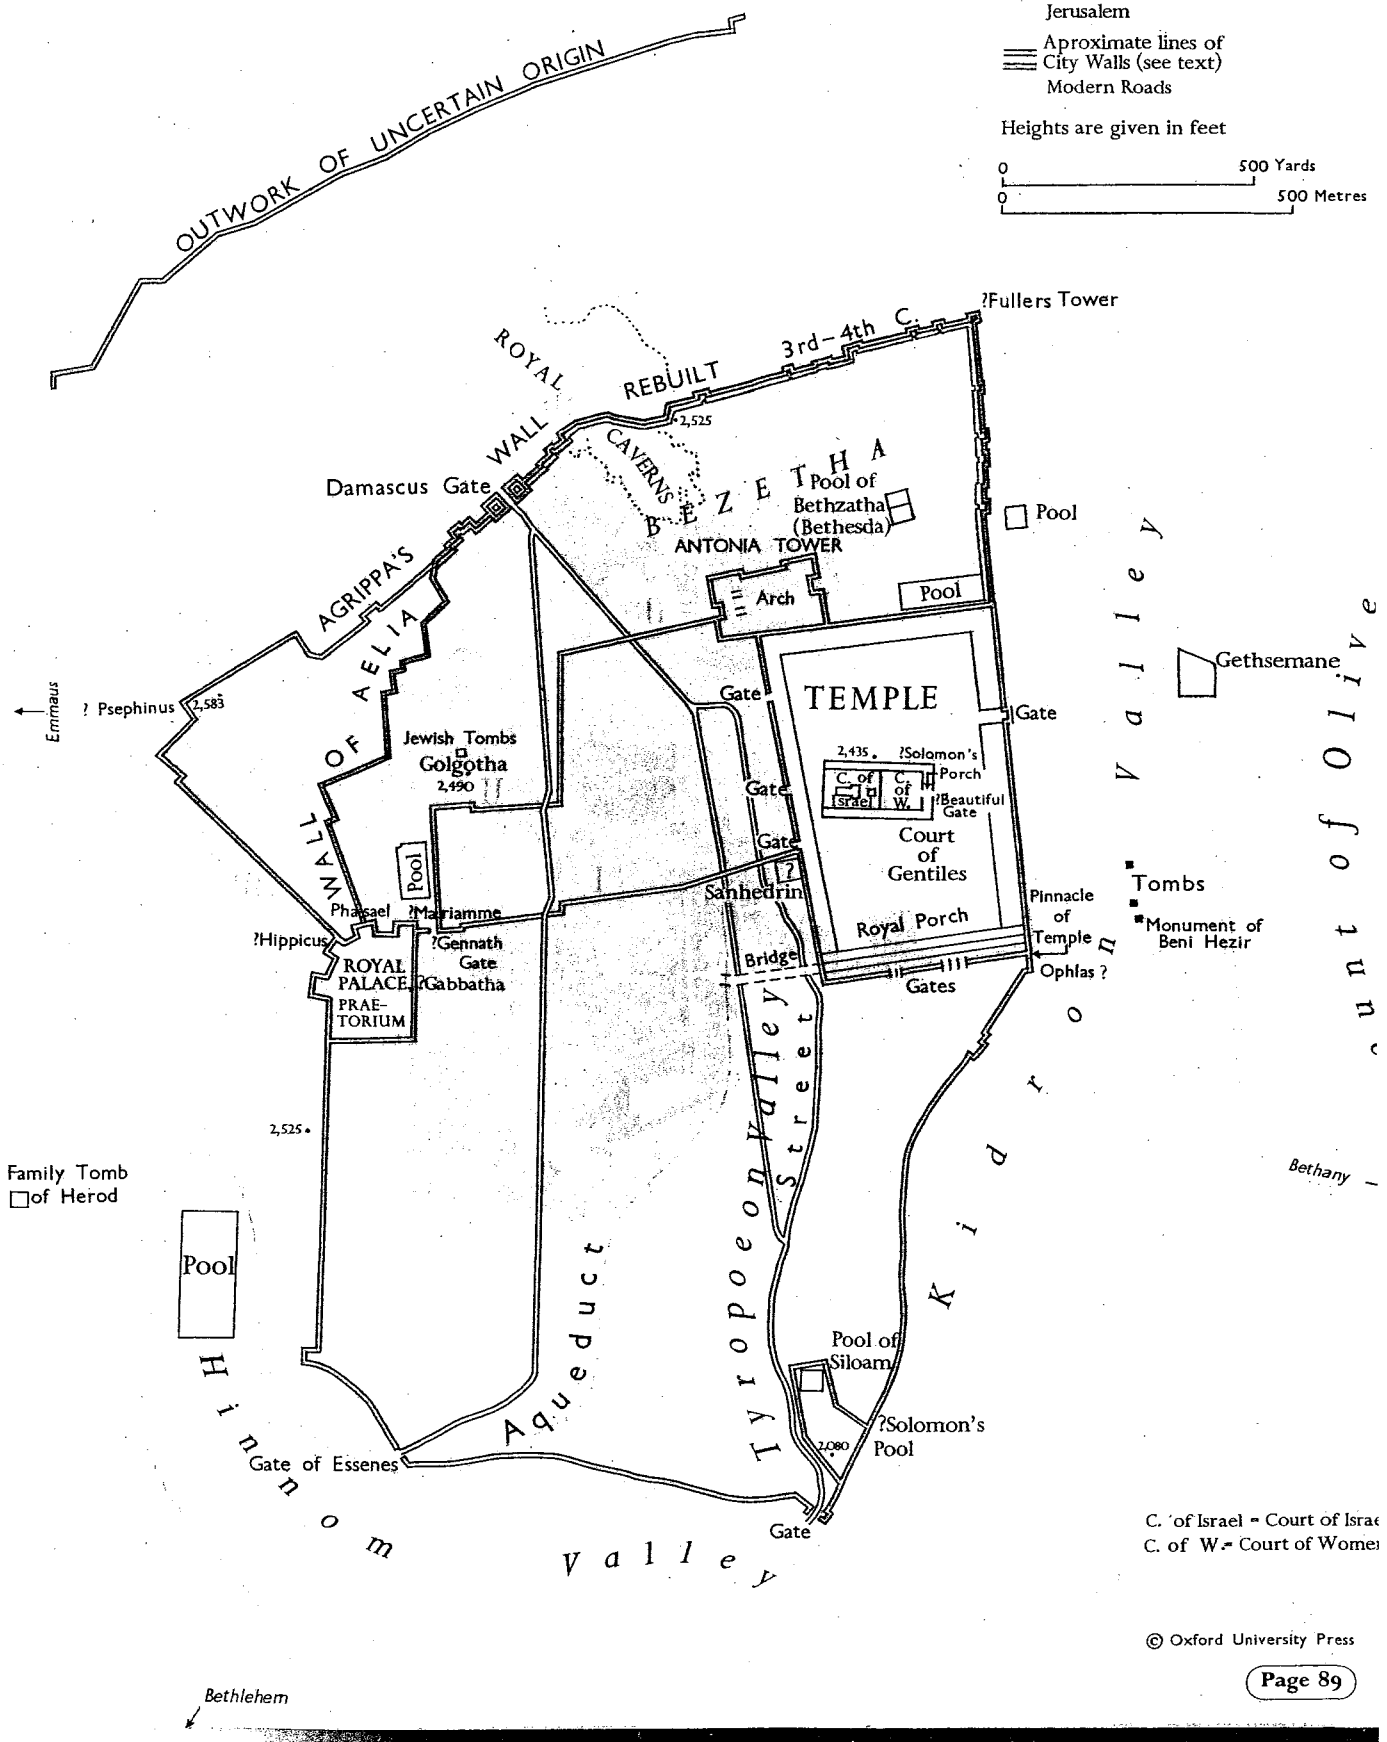 Jerusalem
Aproximate lines of
City Walls (see text)
Modern Roads
Heights are given in feet
0 500 Yards
0 500 Metres
OUTWORK OF UNCERTAIN ORIGIN
?Fullers Tower
AGRIPPA'S WALL REBUILT 3rd-4th C.
ROYAL
CAVERNS
2,525
BEZETHA
Damascus Gate
Pool of
Bethzatha
(Bethesda)
Pool
ANTONIA TOWER
Arch
Pool
WALL OF AELIA
Emmaus
? Psephinus
2,583
Gethsemane
Gate
TEMPLE
Gate
Jewish Tombs
Golgotha
2,490
2,435
?Solomon's
Porch
C. of
Israel
C.
of
W.
?Beautiful
Gate
Gate
Gate
Court
of
Gentiles
Pool
?
Sanhedrin
Tombs
Monument of
Beni Hezir
Pinnacle
of
Temple
Royal Porch
Phasael
?Mariamme
?Hippicus
?Gennath
Gate
ROYAL
PALACE,
PRAE-
TORIUM
?Gabbatha
Bridge
Gates
Ophlas ?
Kidron Valley
Mount of Olive
2,525
Street
Tyropoeon Valley
Family Tomb
of Herod
Pool
Bethany
Aqueduct
Pool of
Siloam
?Solomon's
Pool
2,080
Gate of Essenes
Gate
Hinnom Valley
C. of Israel = Court of Israe
C. of W. = Court of Women
© Oxford University Press
Page 89
Bethlehem